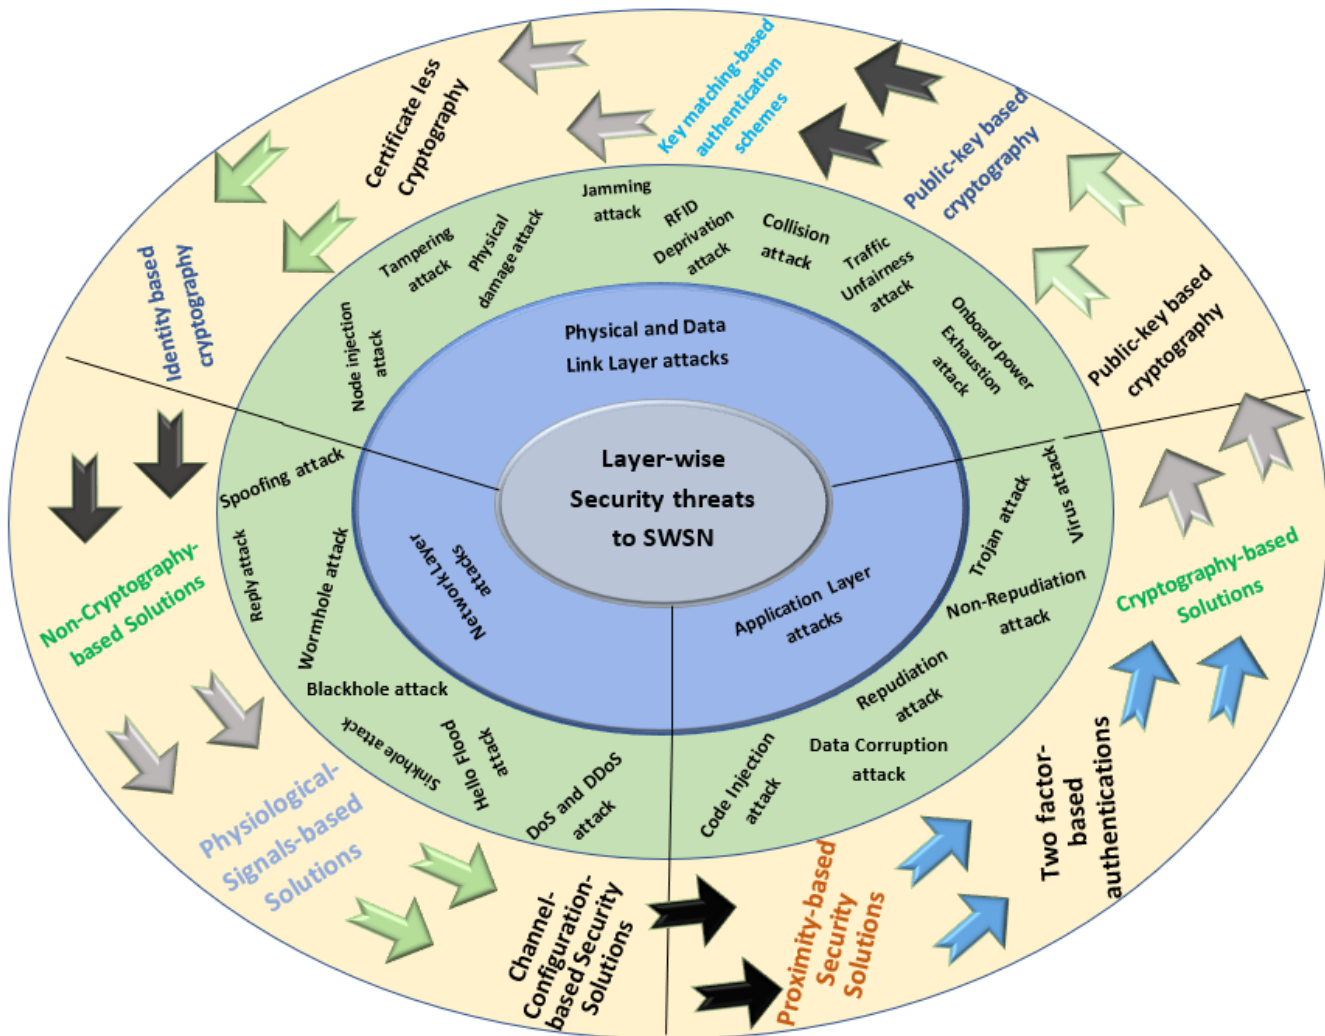 Layer-wise
Security threats
to SWSN
Physical and Data
Link Layer attacks
Network Layer
attacks
Application Layer
attacks
Node injection
attack
Tampering
attack
Physical
damage attack
Jamming
attack
RFID
Deprivation
attack
Collision
attack
Traffic
Unfairness
attack
Onboard power
Exhaustion
attack
Virus attack
Trojan attack
Non-Repudiation
attack
Repudiation
attack
Data Corruption
attack
Code Injection
attack
DoS and DDoS
attack
Hello Flood
attack
Sinkhole attack
Blackhole attack
Wormhole attack
Reply attack
Spoofing attack
Identity based
cryptography
Certificate less
Cryptography
Key matching-based
authentication
schemes
Public-key based
cryptography
Public-key based
cryptography
Cryptography-based
Solutions
Two factor-
based
authentications
Proximity-based
Security
Solutions
Channel-
Configuration-
based Security
Solutions
Physiological-
Signals-based
Solutions
Non-Cryptography-
based Solutions